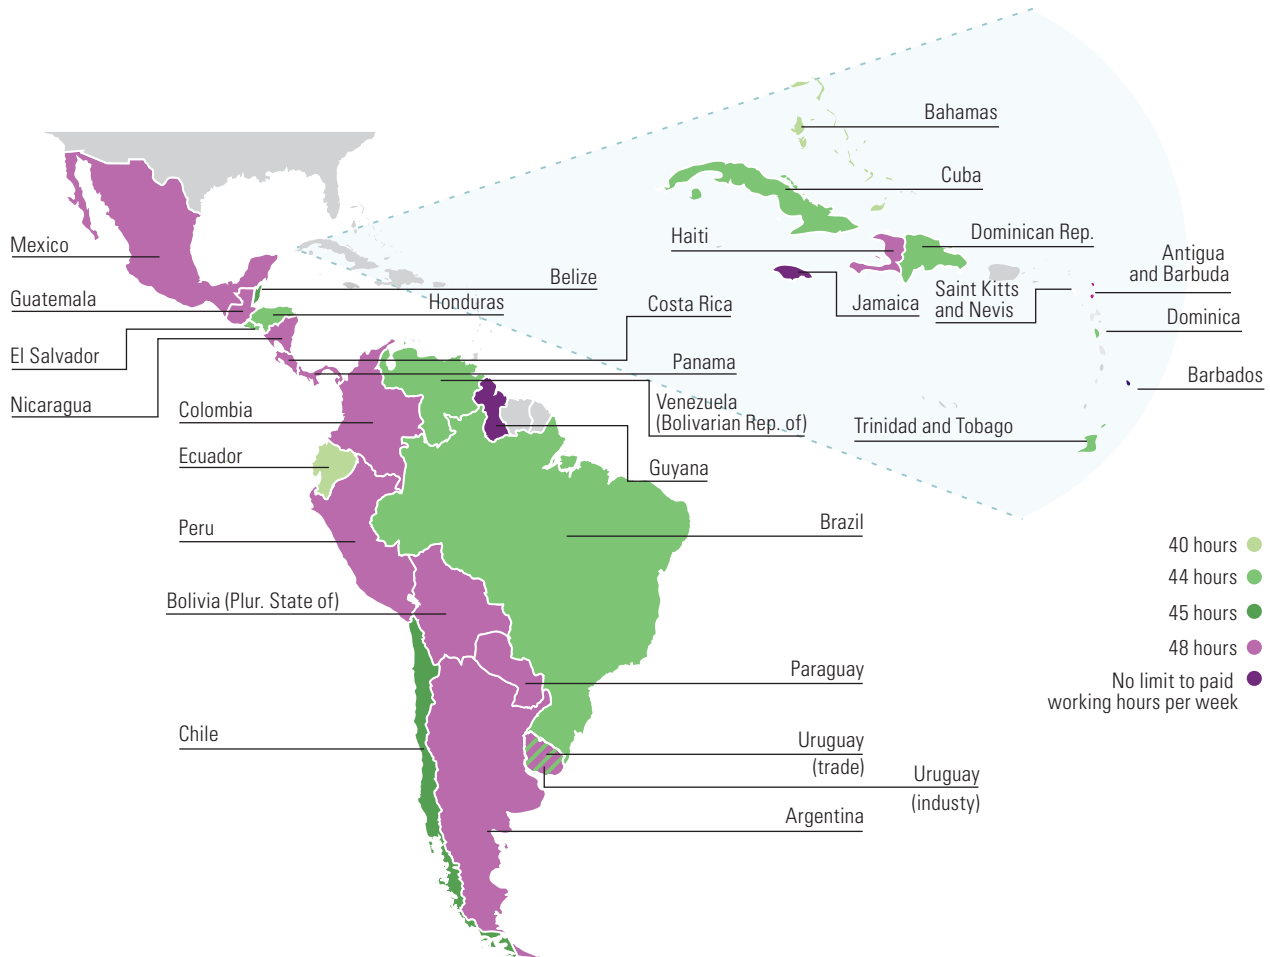 Bahamas
Cuba
Haiti
Dominican Rep.
Mexico
Antigua
and Barbuda
Belize
Saint Kitts
and Nevis
Guatemala
Honduras
Costa Rica
Jamaica
Dominica
El Salvador
Panama
Barbados
Nicaragua
Colombia
Venezuela
(Bolivarian Rep. of)
Trinidad and Tobago
Ecuador
Guyana
Peru
Brazil
40 hours
44 hours
Bolivia (Plur. State of)
45 hours
48 hours
Paraguay
No limit to paid
working hours per week
Chile
Uruguay
(trade)
Uruguay
(industy)
Argentina